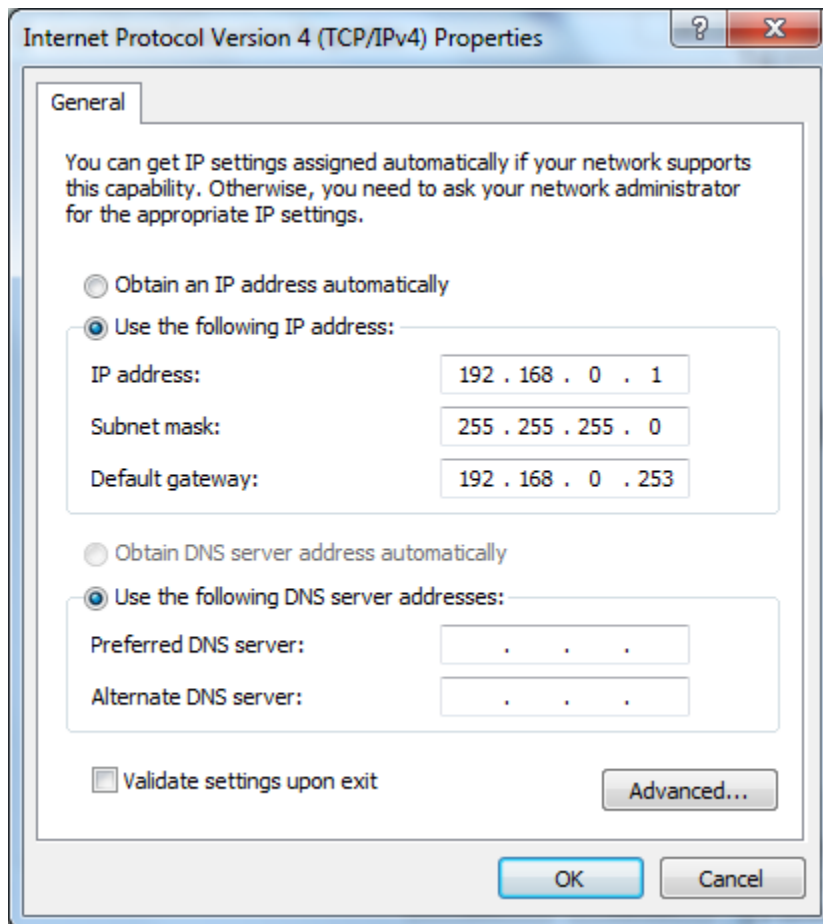 Internet Protocol Version 4 (TCP/IPv4) Properties
General
You can get IP settings assigned automatically if your network supports
this capability. Otherwise, you need to ask your network administrator
for the appropriate IP settings.
Obtain an IP address automatically
Use the following IP address:
IP address: 192 . 168 . 0 . 1
Subnet mask: 255 . 255 . 255 . 0
Default gateway: 192 . 168 . 0 . 253
Obtain DNS server address automatically
Use the following DNS server addresses:
Preferred DNS server: . . .
Alternate DNS server: . . .
Validate settings upon exit
Advanced...
OK Cancel